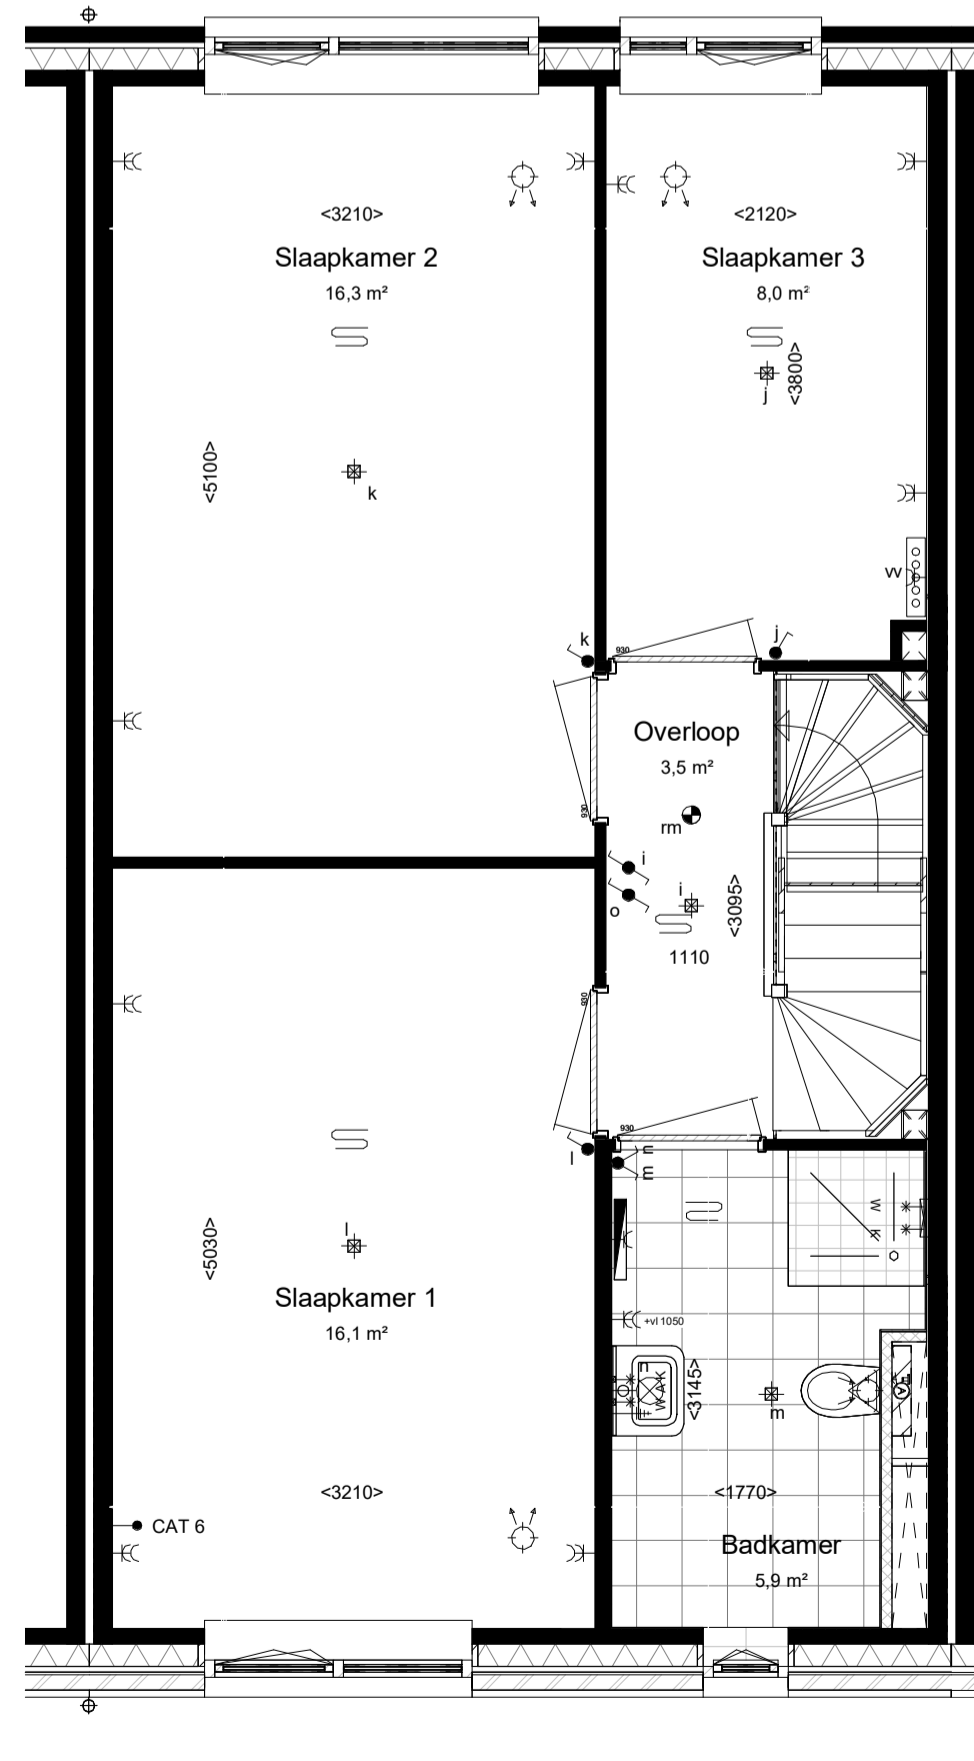 <3210>
Slaapkamer 2
16,3 m²
<5100>
k
k
930
<2120>
Slaapkamer 3
8,0 m²
<3800>
j
vv
j
930
Overloop
3,5 m²
rm
i
o
i
<3095>
1110
930
l
<5030>
l
Slaapkamer 1
16,1 m²
<3210>
CAT 6
930
n
m
W
K
+vl 1050
n
WAK
<3145>
m
A
<1770>
Badkamer
5,9 m²